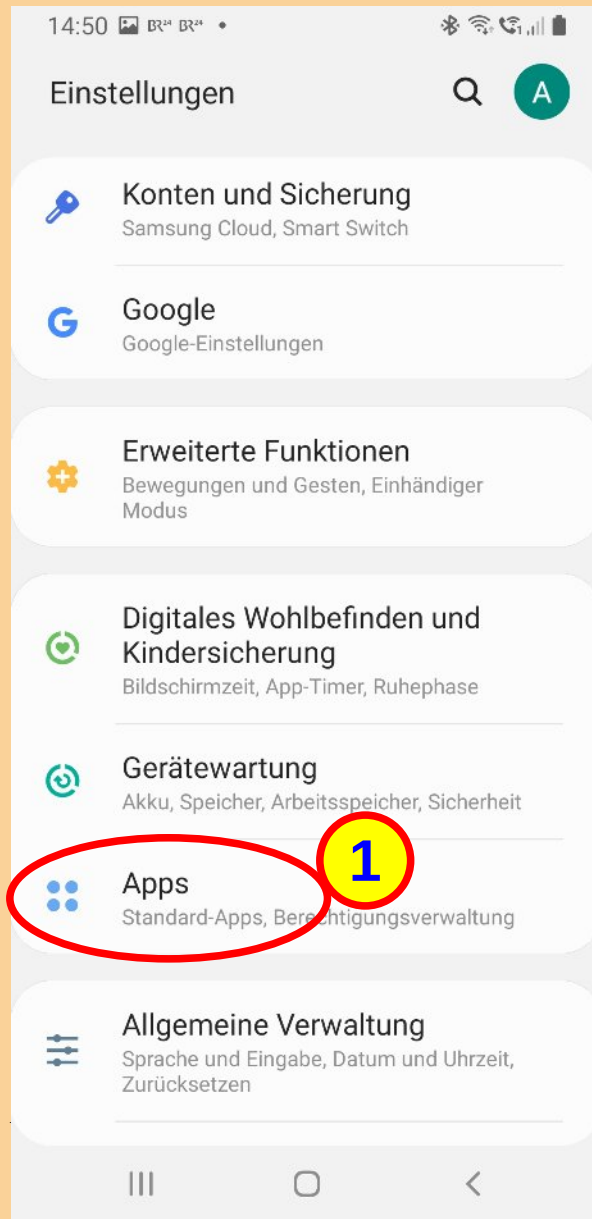 14:50 BR24 BR24
Einstellungen
A
Konten und Sicherung
Samsung Cloud, Smart Switch
G
Google
Google-Einstellungen
Erweiterte Funktionen
Bewegungen und Gesten, Einhändiger
Modus
Digitales Wohlbefinden und
Kindersicherung
Bildschirmzeit, App-Timer, Ruhephase
Gerätewartung
Akku, Speicher, Arbeitsspeicher, Sicherheit
1
Apps
Standard-Apps, Berechtigungsverwaltung
Allgemeine Verwaltung
Sprache und Eingabe, Datum und Uhrzeit,
Zurücksetzen